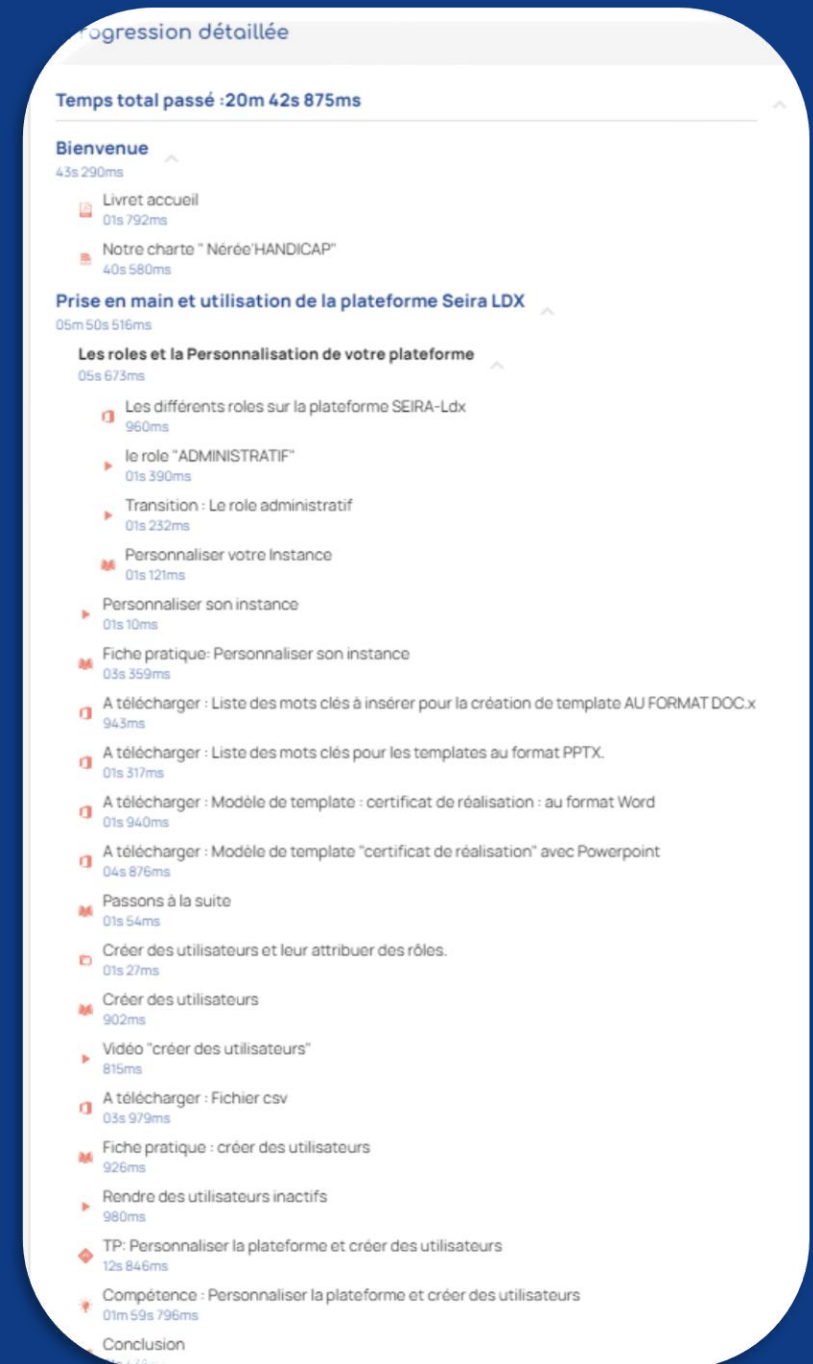 ogression détaillée
Temps total passé :20m 42s 875ms
Bienvenue
43s 290ms
Livret accueil
01s 792ms
Notre charte " Nérée'HANDICAP"
40s 580ms
Prise en main et utilisation de la plateforme Seira LDX
05m 50s 516ms
Les roles et la Personnalisation de votre plateforme
05s 673ms
Les différents roles sur la plateforme SEIRA-Ldx
960ms
le role "ADMINISTRATIF"
01s 390ms
Transition : Le role administratif
01s 232ms
Personnaliser votre Instance
01s 121ms
Personnaliser son instance
01s 10ms
Fiche pratique: Personnaliser son instance
03s 359ms
A télécharger : Liste des mots clés à insérer pour la création de template AU FORMAT DOC.x
943ms
A télécharger : Liste des mots clés pour les templates au format PPTX.
01s 317ms
A télécharger : Modèle de template : certificat de réalisation : au format Word
01s 940ms
A télécharger : Modèle de template "certificat de réalisation" avec Powerpoint
04s 876ms
Passons à la suite
01s 54ms
Créer des utilisateurs et leur attribuer des rôles.
01s 27ms
Créer des utilisateurs
902ms
Vidéo "créer des utilisateurs"
815ms
A télécharger : Fichier csv
03s 979ms
Fiche pratique : créer des utilisateurs
926ms
Rendre des utilisateurs inactifs
980ms
TP: Personnaliser la plateforme et créer des utilisateurs
12s 846ms
Compétence : Personnaliser la plateforme et créer des utilisateurs
01m 59s 796ms
Conclusion